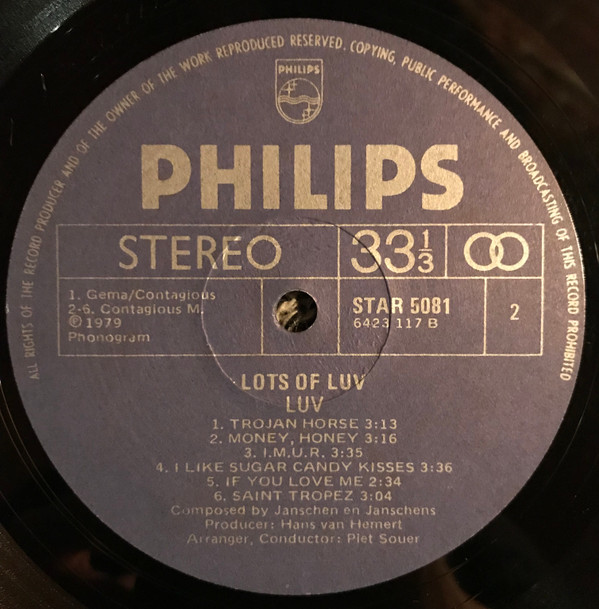 ALL RIGHTS OF THE RECORD PRODUCER AND OF THE OWNER OF THE WORK REPRODUCED RESERVED. COPYING, PUBLIC PERFORMANCE AND BROADCASTING OF THIS RECORD PROHIBITED
PHILIPS
PHILIPS
STEREO
33 1/3
1. Gema/Contagious
2-6. Contagious M.
℗ 1979
Phonogram
STAR 5081
6423 117 B
2
LOTS OF LUV
LUV
1. TROJAN HORSE 3:13
2. MONEY, HONEY 3:16
3. I.M.U.R. 3:35
4. I LIKE SUGAR CANDY KISSES 3:36
5. IF YOU LOVE ME 2:34
6. SAINT TROPEZ 3:04
Composed by Janschen en Janschens
Producer: Hans van Hemert
Arranger, Conductor: Piet Souer